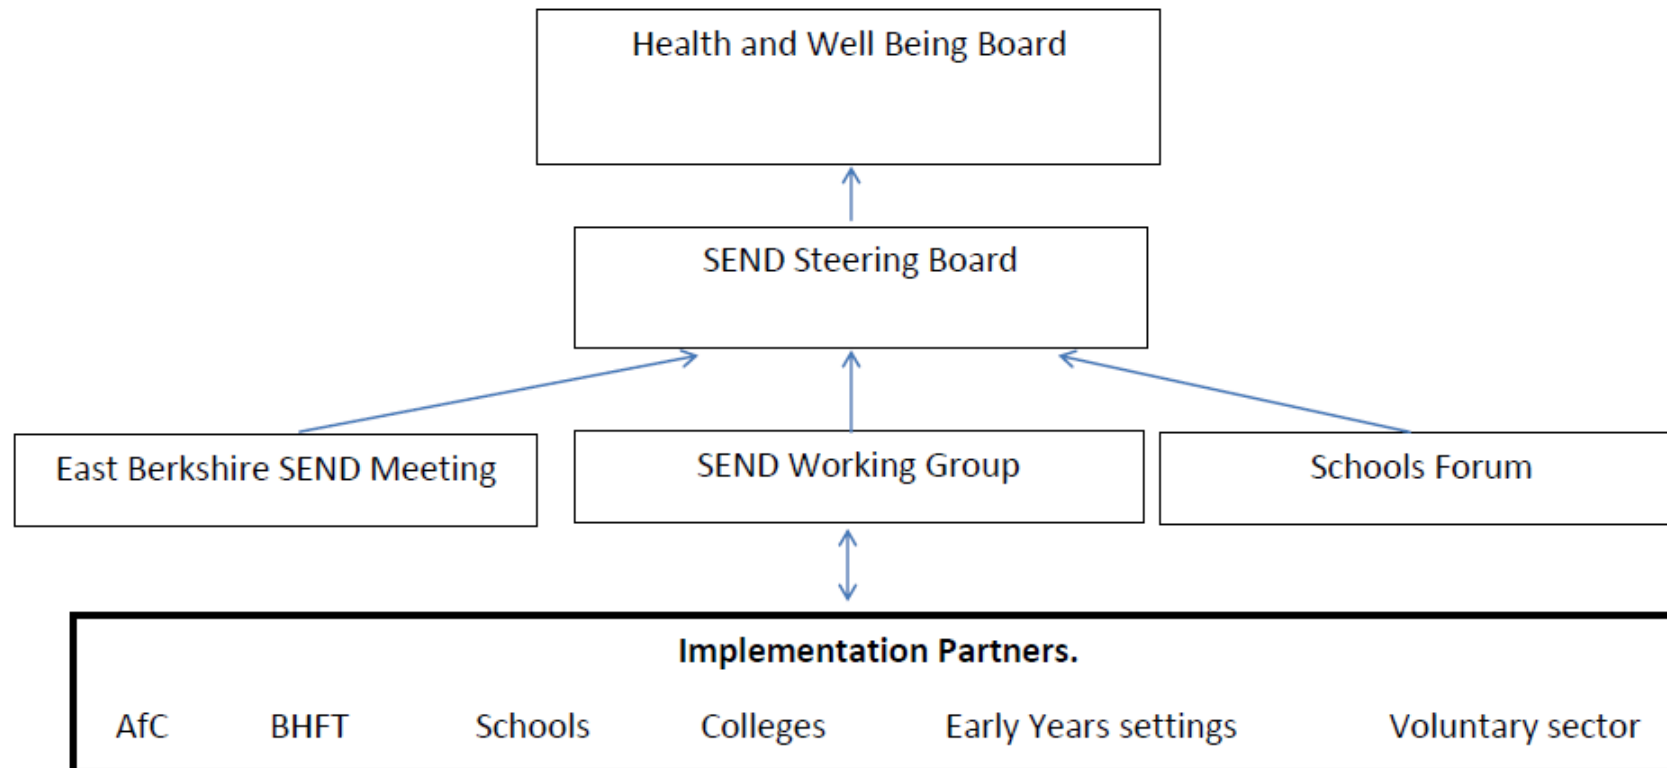 Health and Well Being Board
SEND Steering Board
East Berkshire SEND Meeting
SEND Working Group
Schools Forum
Implementation Partners.
AfC BHFT Schools Colleges Early Years settings Voluntary sector